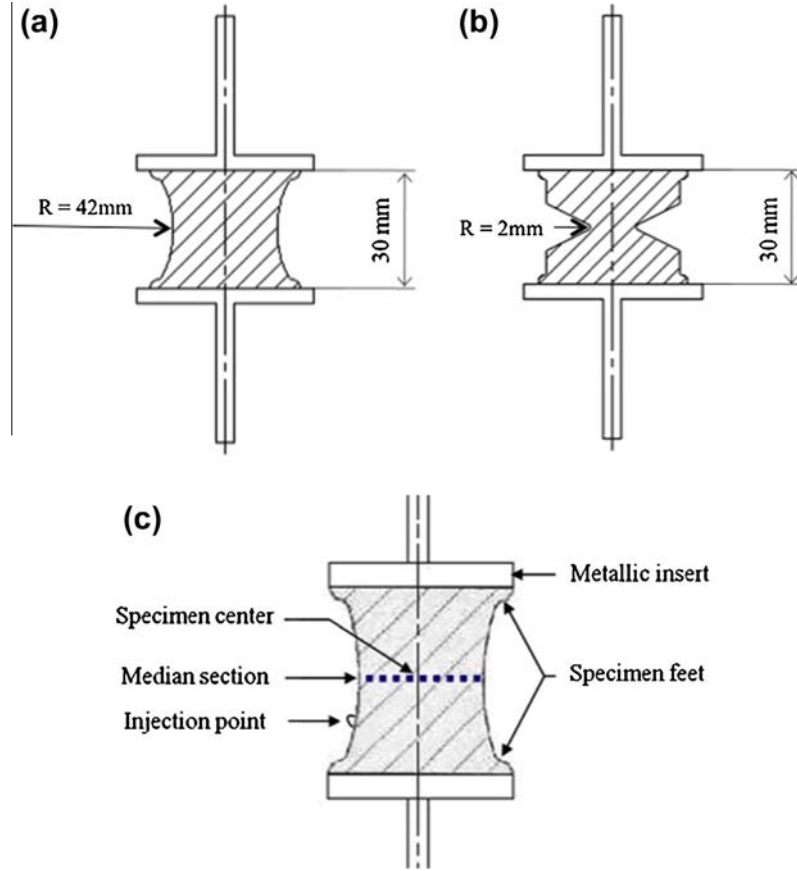 (a)
(b)
R = 42mm
30 mm
R = 2mm
30 mm
(c)
Metallic insert
Specimen center
Median section
Specimen feet
Injection point